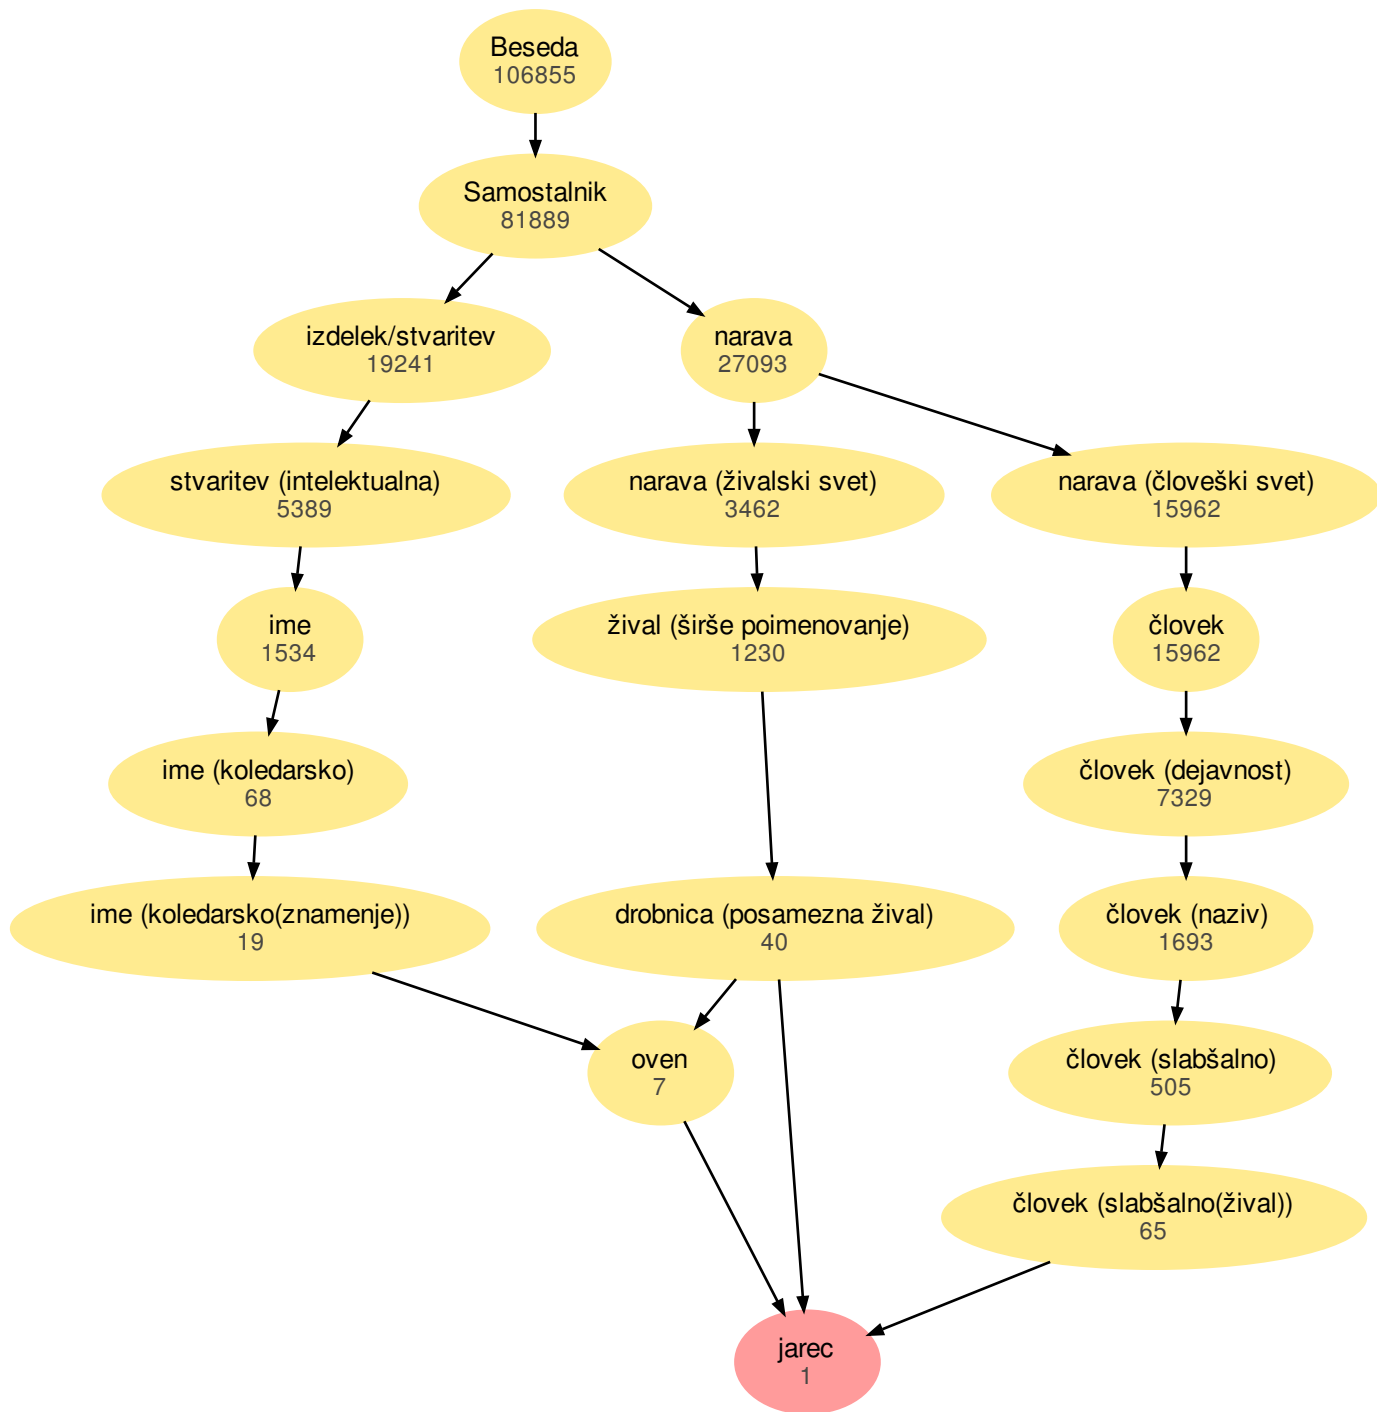 Beseda
106855
Samostalnik
81889
izdelek/stvaritev
19241
narava
27093
stvaritev (intelektualna)
5389
narava (živalski svet)
3462
narava (človeški svet)
15962
ime
1534
žival (širše poimenovanje)
1230
človek
15962
ime (koledarsko)
68
človek (dejavnost)
7329
ime (koledarsko(znamenje))
19
drobnica (posamezna žival)
40
človek (naziv)
1693
oven
7
človek (slabšalno)
505
človek (slabšalno(žival))
65
jarec
1